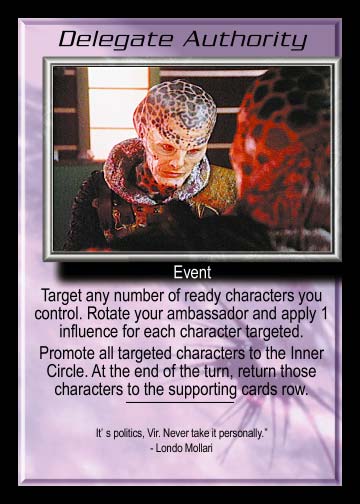 Delegate Authority
Event
Target any number of ready characters you
control. Rotate your ambassador and apply 1
influence for each character targeted.
Promote all targeted characters to the Inner
Circle. At the end of the turn, return those
characters to the supporting cards row.
It' s politics, Vir. Never take it personally."
- Londo Mollari